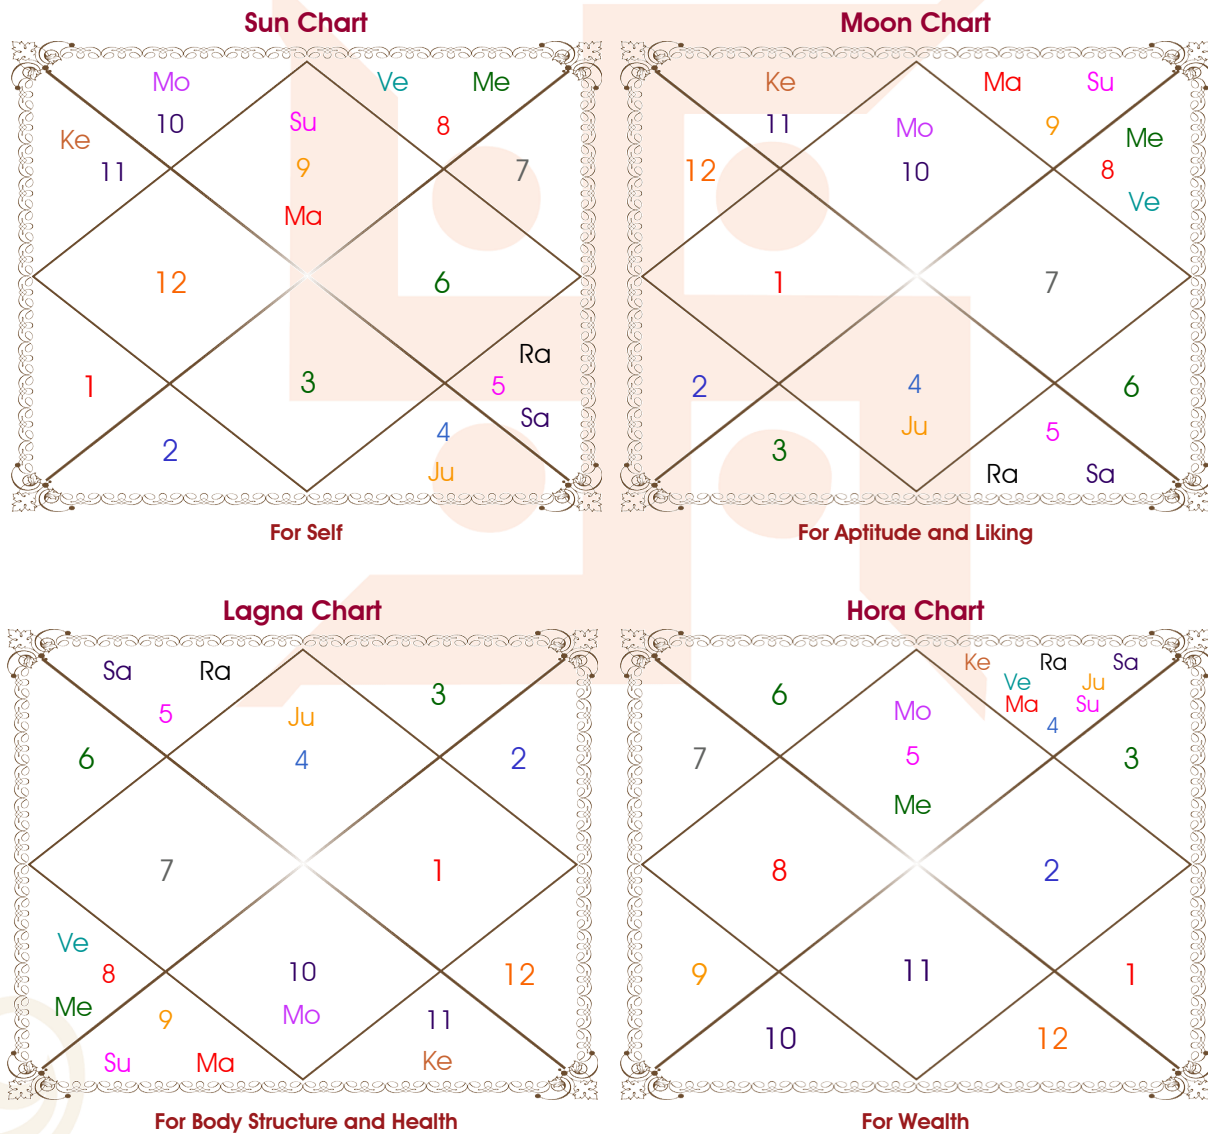 Sun Chart
Mo
Ve Me
10
Su
8
Ke
11
9
7
Ma
12
6
Ra
1
3
5
Sa
2
4
Ju
For Self
Moon Chart
Ke
Ma Su
11
Mo
9
Me
12
10
8
Ve
1
7
2
4
6
Ju
5
3
Ra Sa
For Aptitude and Liking
Lagna Chart
Sa Ra
3
5
Ju
6
4
2
7
1
Ve
8
10
12
Me
9
Mo
11
Su Ma
Ke
For Body Structure and Health
Hora Chart
Ke Ra Sa
Ve Ju
6
Ma Su
Mo
4
7
5
3
Me
8
2
9
11
1
10
12
For Wealth